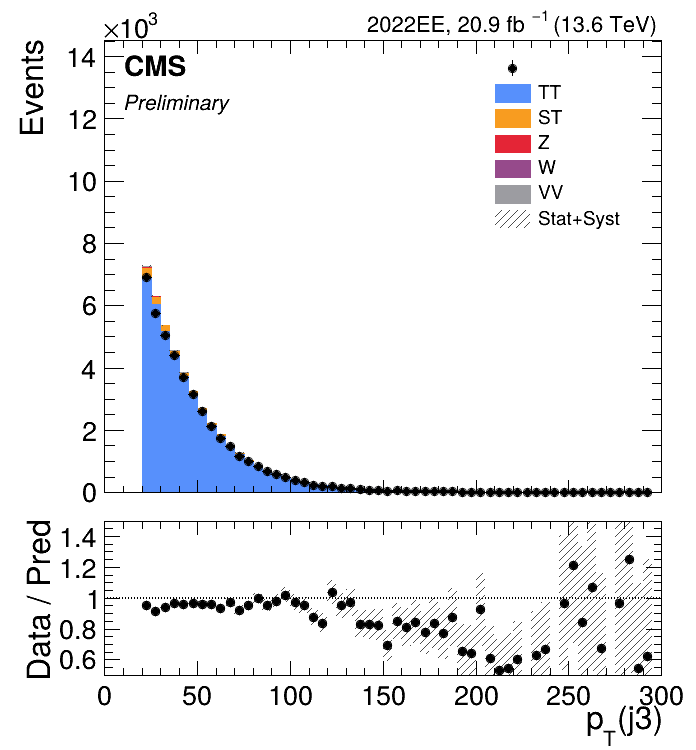 ×10³
2022EE, 20.9 fb⁻¹ (13.6 TeV)
Events
CMS
Preliminary
TT
ST
Z
W
VV
Stat+Syst
14
12
10
8
6
4
2
0
Data / Pred
1.4
1.2
1
0.8
0.6
0 50 100 150 200 250 300
p_T(j3)